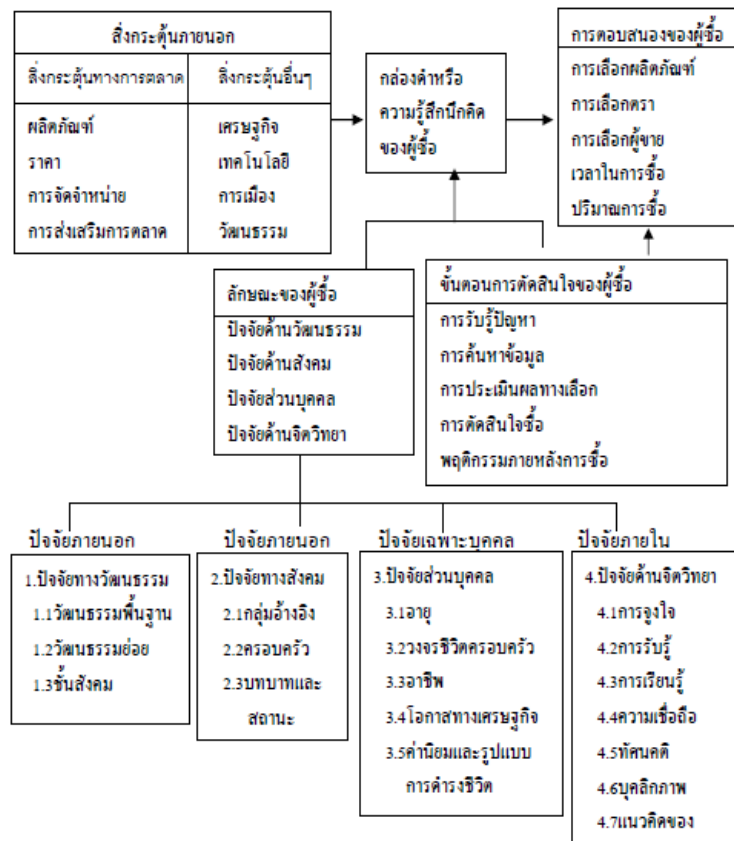 สิ่งกระตุ้นภายนอก
สิ่งกระตุ้นทางการตลาด
ผลิตภัณฑ์
ราคา
การจัดจำหน่าย
การส่งเสริมการตลาด
สิ่งกระตุ้นอื่นๆ
เศรษฐกิจ
เทคโนโลยี
การเมือง
วัฒนธรรม
กล่องดำหรือ
ความรู้สึกนึกคิด
ของผู้ซื้อ
การตอบสนองของผู้ซื้อ
การเลือกผลิตภัณฑ์
การเลือกตรา
การเลือกผู้ขาย
เวลาในการซื้อ
ปริมาณการซื้อ
ลักษณะของผู้ซื้อ
ปัจจัยด้านวัฒนธรรม
ปัจจัยด้านสังคม
ปัจจัยส่วนบุคคล
ปัจจัยด้านจิตวิทยา
ขั้นตอนการตัดสินใจของผู้ซื้อ
การรับรู้ปัญหา
การค้นหาข้อมูล
การประเมินผลทางเลือก
การตัดสินใจซื้อ
พฤติกรรมภายหลังการซื้อ
ปัจจัยภายนอก
1.ปัจจัยทางวัฒนธรรม
1.1วัฒนธรรมพื้นฐาน
1.2วัฒนธรรมย่อย
1.3ชั้นสังคม
ปัจจัยภายนอก
2.ปัจจัยทางสังคม
2.1กลุ่มอ้างอิง
2.2ครอบครัว
2.3บทบาทและ
สถานะ
ปัจจัยเฉพาะบุคคล
3.ปัจจัยส่วนบุคคล
3.1อายุ
3.2วงจรชีวิตครอบครัว
3.3อาชีพ
3.4โอกาสทางเศรษฐกิจ
3.5ค่านิยมและรูปแบบ
การดำรงชีวิต
ปัจจัยภายใน
4.ปัจจัยด้านจิตวิทยา
4.1การจูงใจ
4.2การรับรู้
4.3การเรียนรู้
4.4ความเชื่อถือ
4.5ทัศนคติ
4.6บุคลิกภาพ
4.7แนวคิดของ